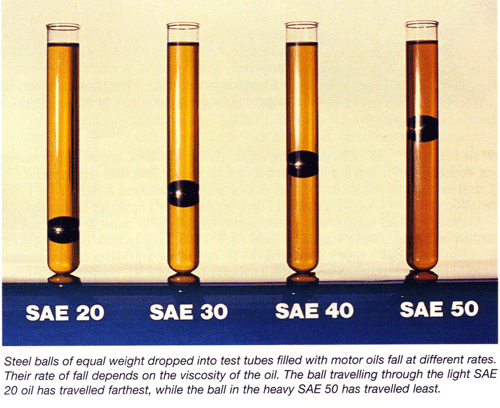 SAE 20 SAE 30 SAE 40 SAE 50
Steel balls of equal weight dropped into test tubes filled with motor oils fall at different rates.
Their rate of fall depends on the viscosity of the oil. The ball travelling through the light SAE
20 oil has travelled farthest, while the ball in the heavy SAE 50 has travelled least.